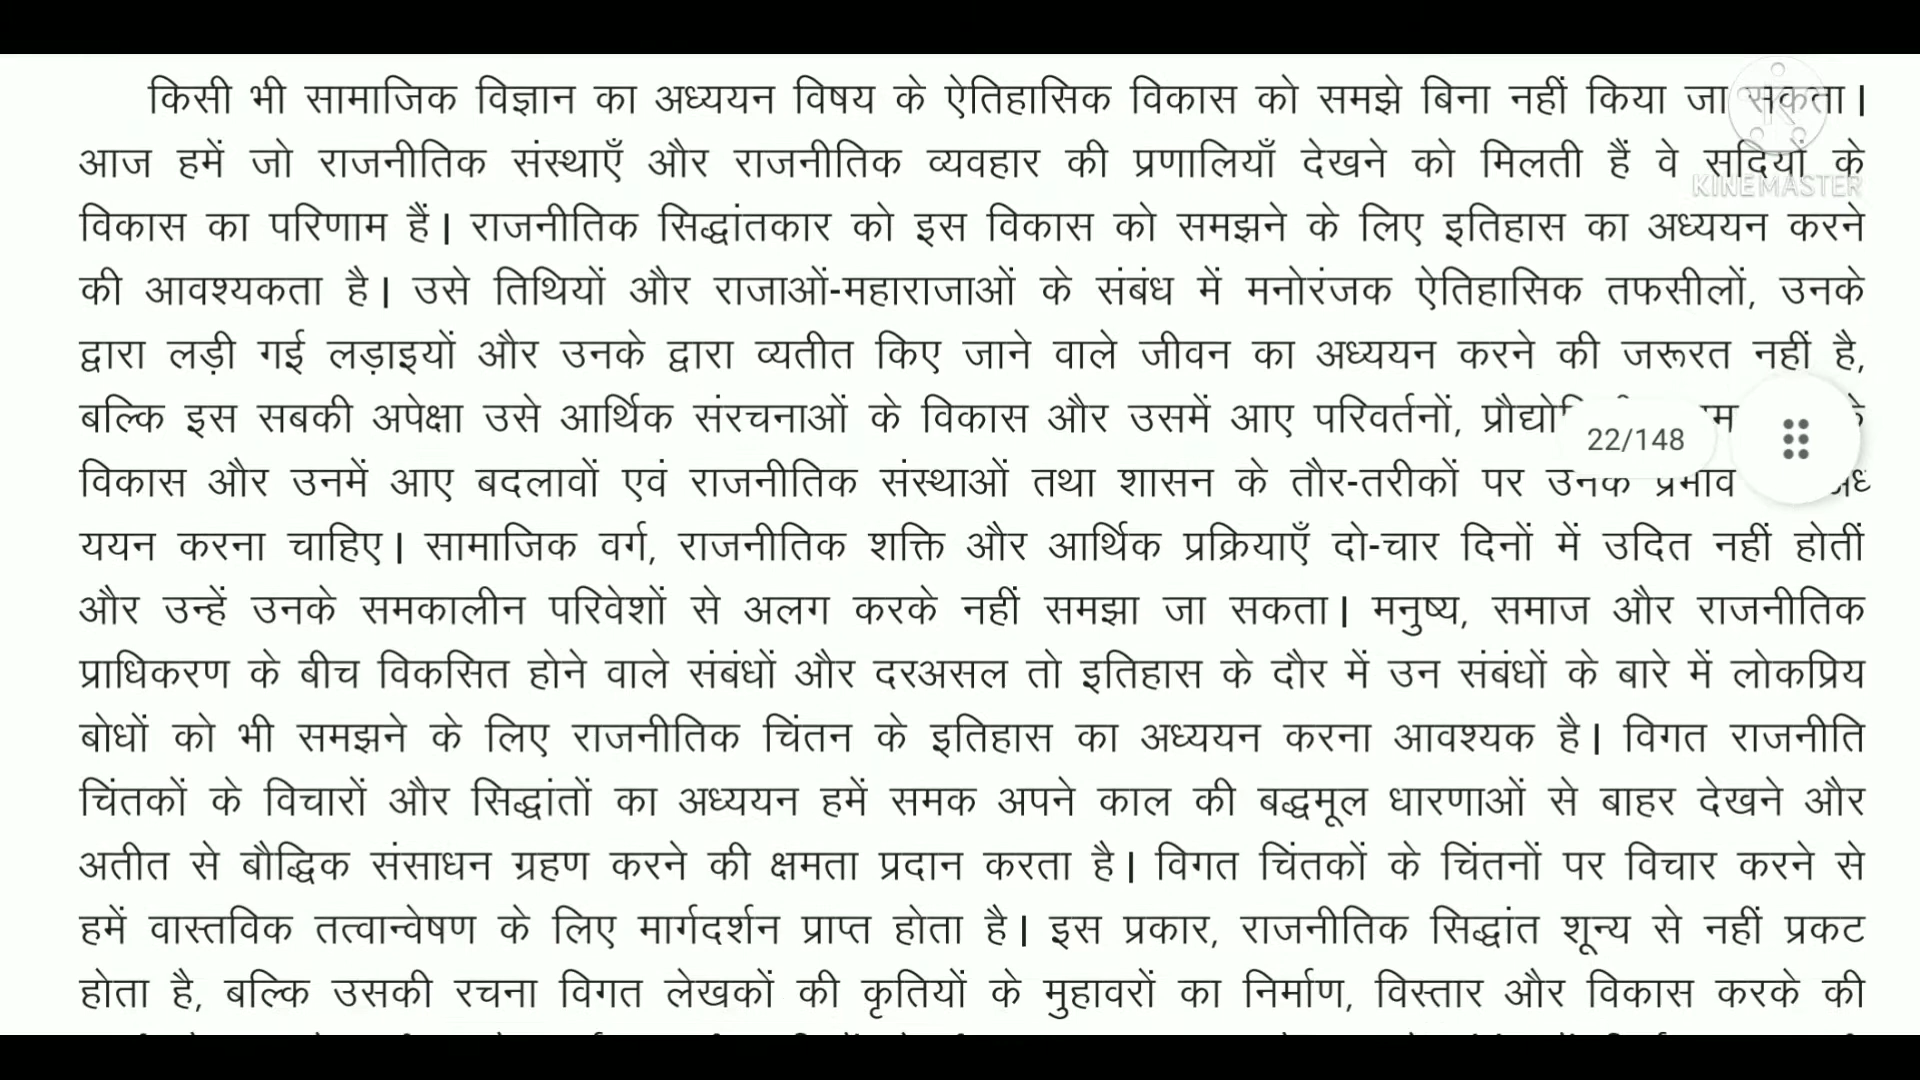 किसी भी सामाजिक विज्ञान का अध्ययन विषय के ऐतिहासिक विकास को समझे बिना नहीं किया जा सकता।
आज हमें जो राजनीतिक संस्थाएँ और राजनीतिक व्यवहार की प्रणालियाँ देखने को मिलती हैं वे सदियों के
KINEMASTER
विकास का परिणाम हैं। राजनीतिक सिद्धांतकार को इस विकास को समझने के लिए इतिहास का अध्ययन करने
की आवश्यकता है। उसे तिथियों और राजाओं-महाराजाओं के संबंध में मनोरंजक ऐतिहासिक तफसीलों, उनके
द्वारा लड़ी गई लड़ाइयों और उनके द्वारा व्यतीत किए जाने वाले जीवन का अध्ययन करने की जरूरत नहीं है,
बल्कि इस सबकी अपेक्षा उसे आर्थिक संरचनाओं के विकास और उसमें आए परिवर्तनों,
22/148
विकास और उनमें आए बदलावों एवं राजनीतिक संस्थाओं तथा शासन के तौर-तरीकों पर उनके प्रभाव
ययन करना चाहिए। सामाजिक वर्ग, राजनीतिक शक्ति और आर्थिक प्रक्रियाएँ दो-चार दिनों में उदित नहीं होतीं
और उन्हें उनके समकालीन परिवेशों से अलग करके नहीं समझा जा सकता। मनुष्य, समाज और राजनीतिक
प्राधिकरण के बीच विकसित होने वाले संबंधों और दरअसल तो इतिहास के दौर में उन संबंधों के बारे में लोकप्रिय
बोधों को भी समझने के लिए राजनीतिक चिंतन के इतिहास का अध्ययन करना आवश्यक है। विगत राजनीति
चिंतकों के विचारों और सिद्धांतों का अध्ययन हमें समक अपने काल की बद्धमूल धारणाओं से बाहर देखने और
अतीत से बौद्धिक संसाधन ग्रहण करने की क्षमता प्रदान करता है। विगत चिंतकों के चिंतनों पर विचार करने से
हमें वास्तविक तत्वान्वेषण के लिए मार्गदर्शन प्राप्त होता है। इस प्रकार, राजनीतिक सिद्धांत शून्य से नहीं प्रकट
होता है, बल्कि उसकी रचना विगत लेखकों की कृतियों के मुहावरों का निर्माण, विस्तार और विकास करके की